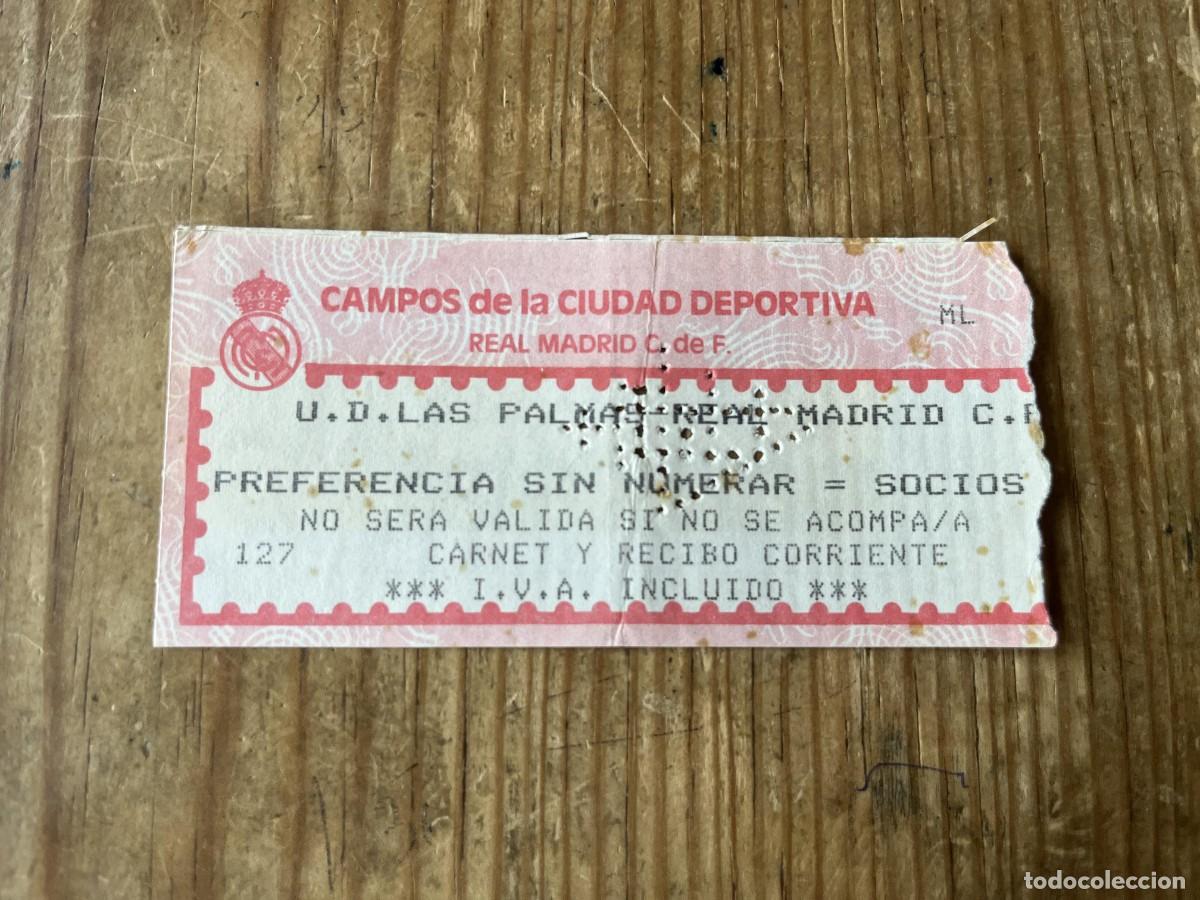 CAMPOS de la CIUDAD DEPORTIVA
ML
REAL MADRID C. de F.
U.D.LAS PALMAS-REAL MADRID C.F
PREFERENCIA SIN NUMERAR = SOCIOS
NO SERA VALIDA SI NO SE ACOMPA/A
127 CARNET Y RECIBO CORRIENTE
*** I.V.A. INCLUIDO ***
todocoleccion